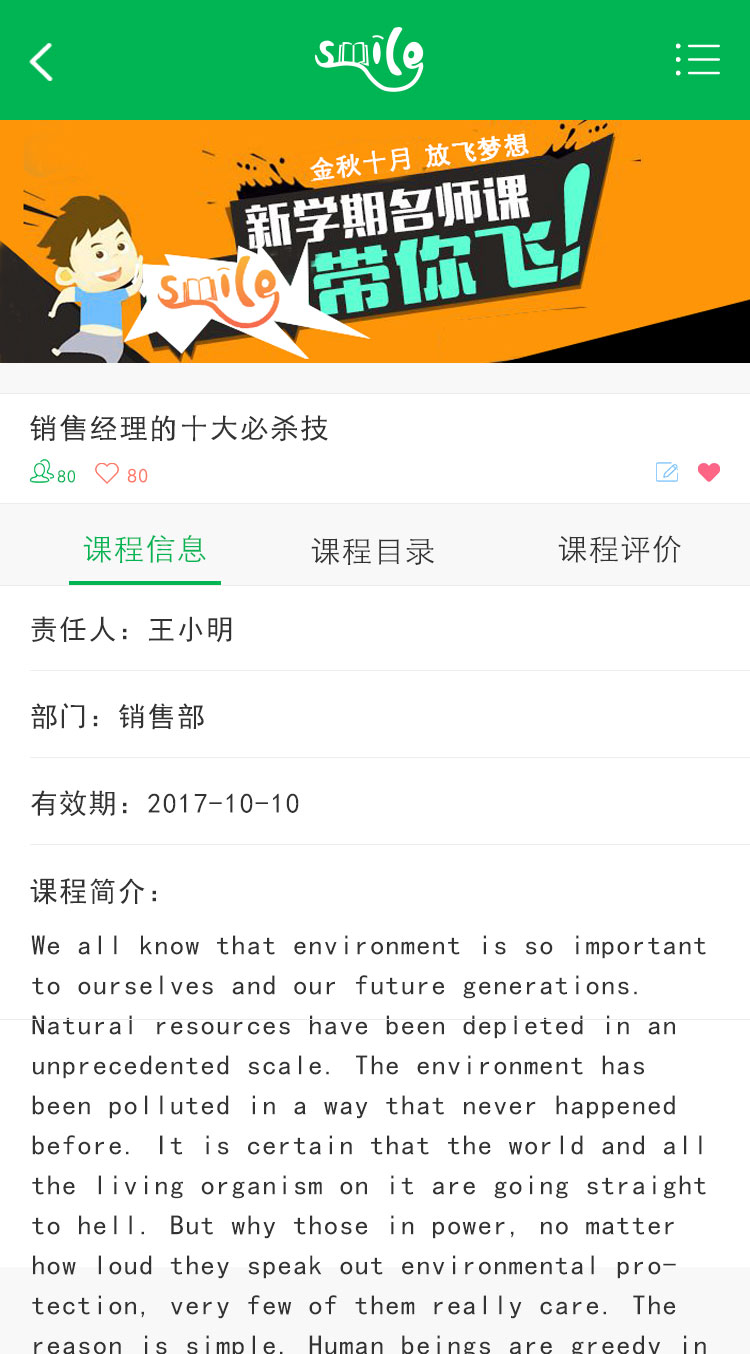 smile
金秋十月 放飞梦想
新学期名师课
带你飞!
smile
销售经理的十大必杀技
80 80
课程信息 课程目录 课程评价
责任人：王小明
部门：销售部
有效期：2017-10-10
课程简介：
We all know that environment is so important
to ourselves and our future generations.
Natural resources have been depleted in an
unprecedented scale. The environment has
been polluted in a way that never happened
before. It is certain that the world and all
the living organism on it are going straight
to hell. But why those in power, no matter
how loud they speak out environmental pro-
tection, very few of them really care. The
reason is simple. Human beings are greedy in